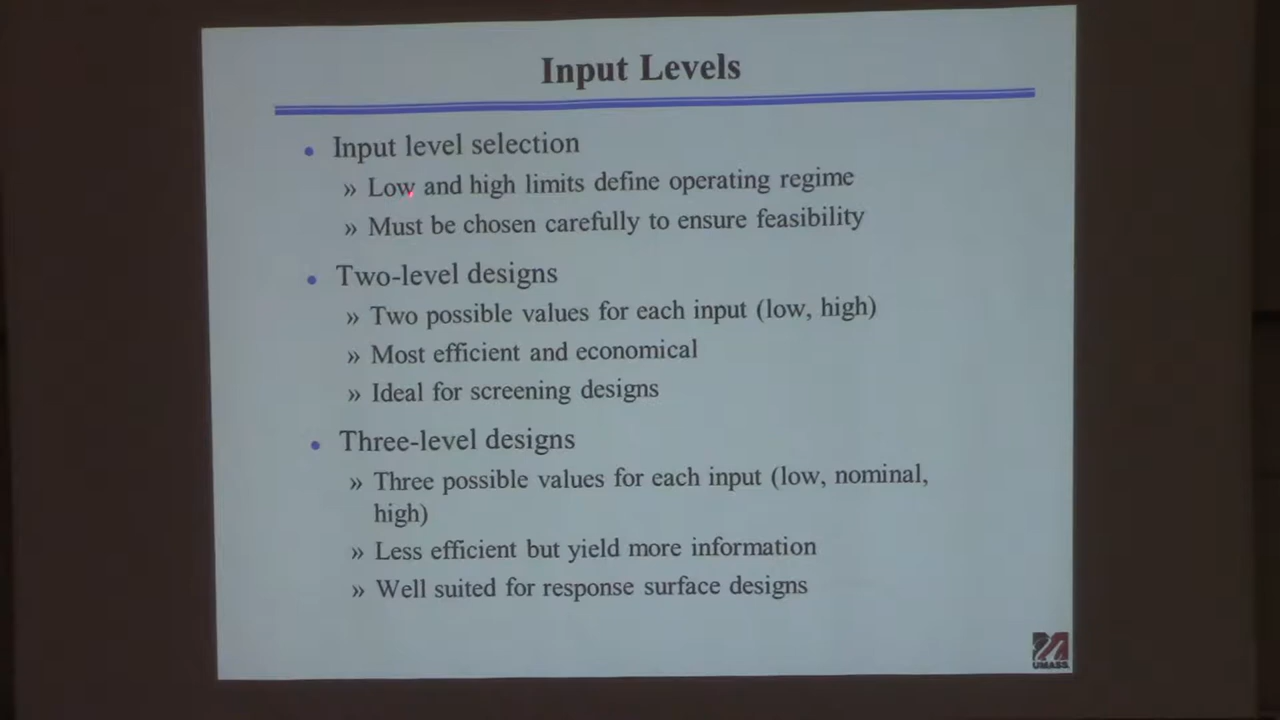 Input Levels
• Input level selection
» Low and high limits define operating regime
» Must be chosen carefully to ensure feasibility
• Two-level designs
» Two possible values for each input (low, high)
» Most efficient and economical
» Ideal for screening designs
• Three-level designs
» Three possible values for each input (low, nominal,
high)
» Less efficient but yield more information
» Well suited for response surface designs
UMASS